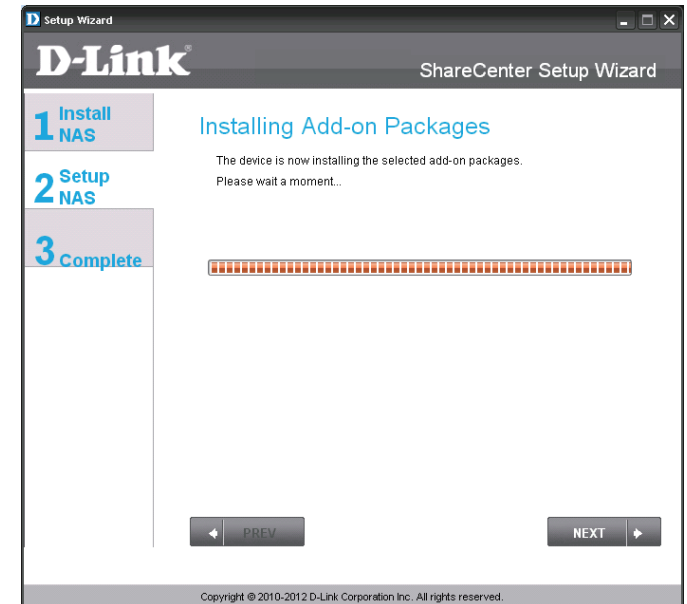 D Setup Wizard
D-Link®
ShareCenter Setup Wizard
1 Install NAS
2 Setup NAS
3 Complete
Installing Add-on Packages
The device is now installing the selected add-on packages.
Please wait a moment...
PREV
NEXT
Copyright © 2010-2012 D-Link Corporation Inc. All rights reserved.